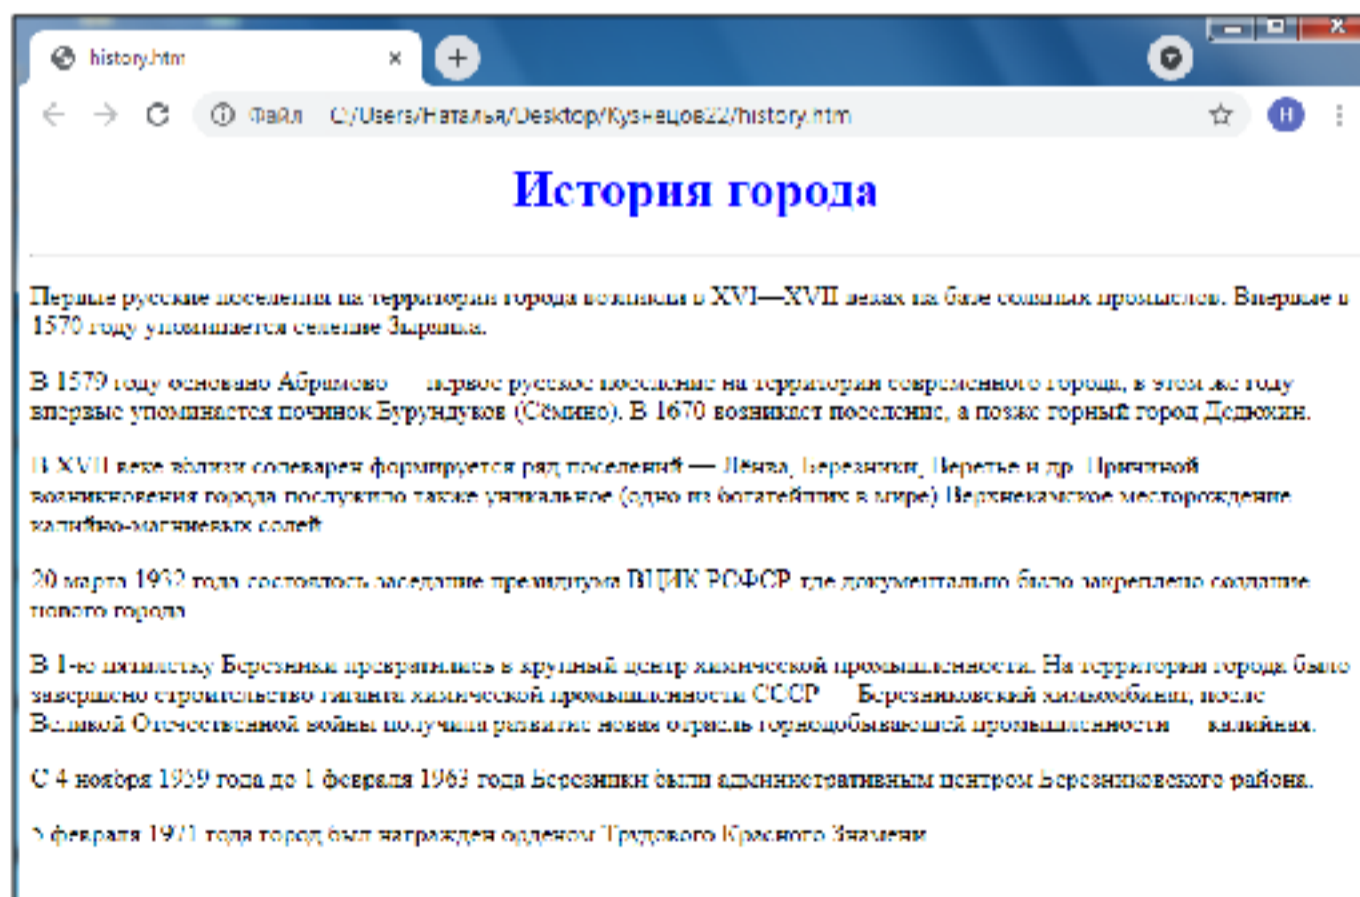 history.htm
Файл C:/Users/Наталья/Desktop/Кузнецов22/history.htm
Н
История города
Первые русские поселения на территории города возникли в XVI—XVII веках на базе соляных промыслов. Впервые в
1570 году упоминается селение Зырянка.
В 1579 году основано Абрамово — первое русское поселение на территории современного города, в этом же году
впервые упоминается починок Бурундуков (Сёмино). В 1670 возникает поселение, а позже горный город Дедюхин.
В XVII веке вблизи солеварен формируется ряд поселений — Лёнва, Березники, Веретье и др. Причиной
возникновения города послужило также уникальное (одно из богатейших в мире) Верхнекамское месторождение
калийно-магниевых солей.
20 марта 1932 года состоялось заседание президиума ВЦИК РСФСР, где документально было закреплено создание
нового города.
В 1-ю пятилетку Березники превратились в крупный центр химической промышленности. На территории города было
завершено строительство гиганта химической промышленности СССР — Березниковский химкомбинат, после
Великой Отечественной войны получила развитие новая отрасль горнодобывающей промышленности — калийная.
С 4 ноября 1959 года до 1 февраля 1963 года Березники были административным центром Березниковского района.
5 февраля 1971 года город был награжден орденом Трудового Красного Знамени.